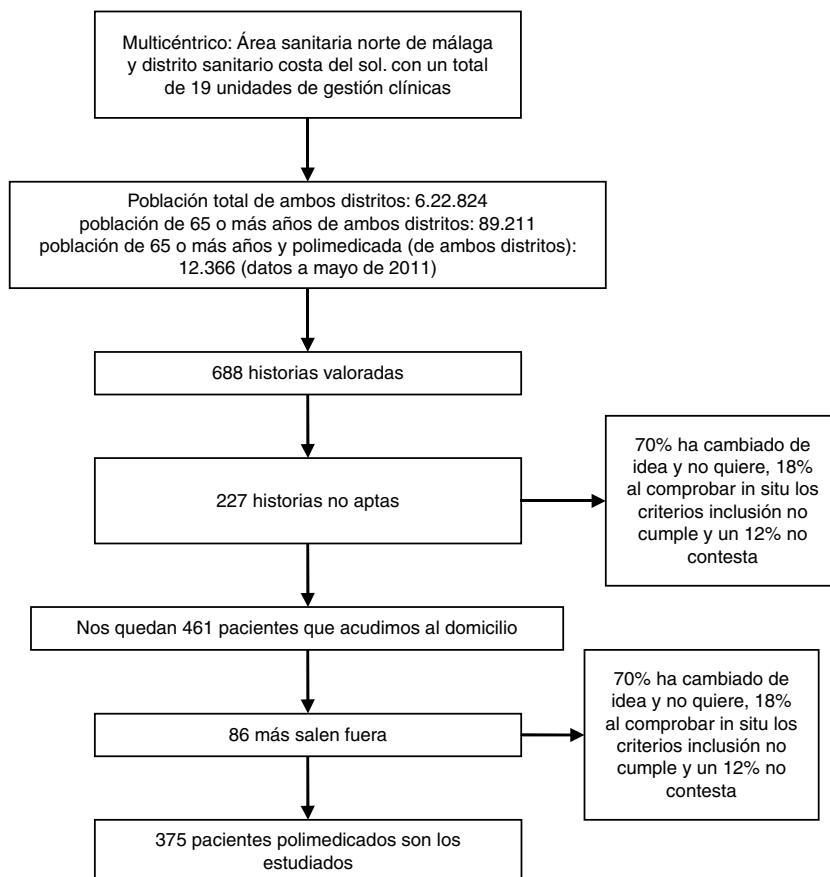 Multicéntrico: Área sanitaria norte de málaga
y distrito sanitario costa del sol. con un total
de 19 unidades de gestión clínicas
Población total de ambos distritos: 6.22.824
población de 65 o más años de ambos distritos: 89.211
población de 65 o más años y polimedicada (de ambos distritos):
12.366 (datos a mayo de 2011)
688 historias valoradas
227 historias no aptas
70% ha cambiado de
idea y no quiere, 18%
al comprobar in situ los
criterios inclusión no
cumple y un 12% no
contesta
Nos quedan 461 pacientes que acudimos al domicilio
86 más salen fuera
70% ha cambiado de
idea y no quiere, 18%
al comprobar in situ los
criterios inclusión no
cumple y un 12% no
contesta
375 pacientes polimedicados son los
estudiados